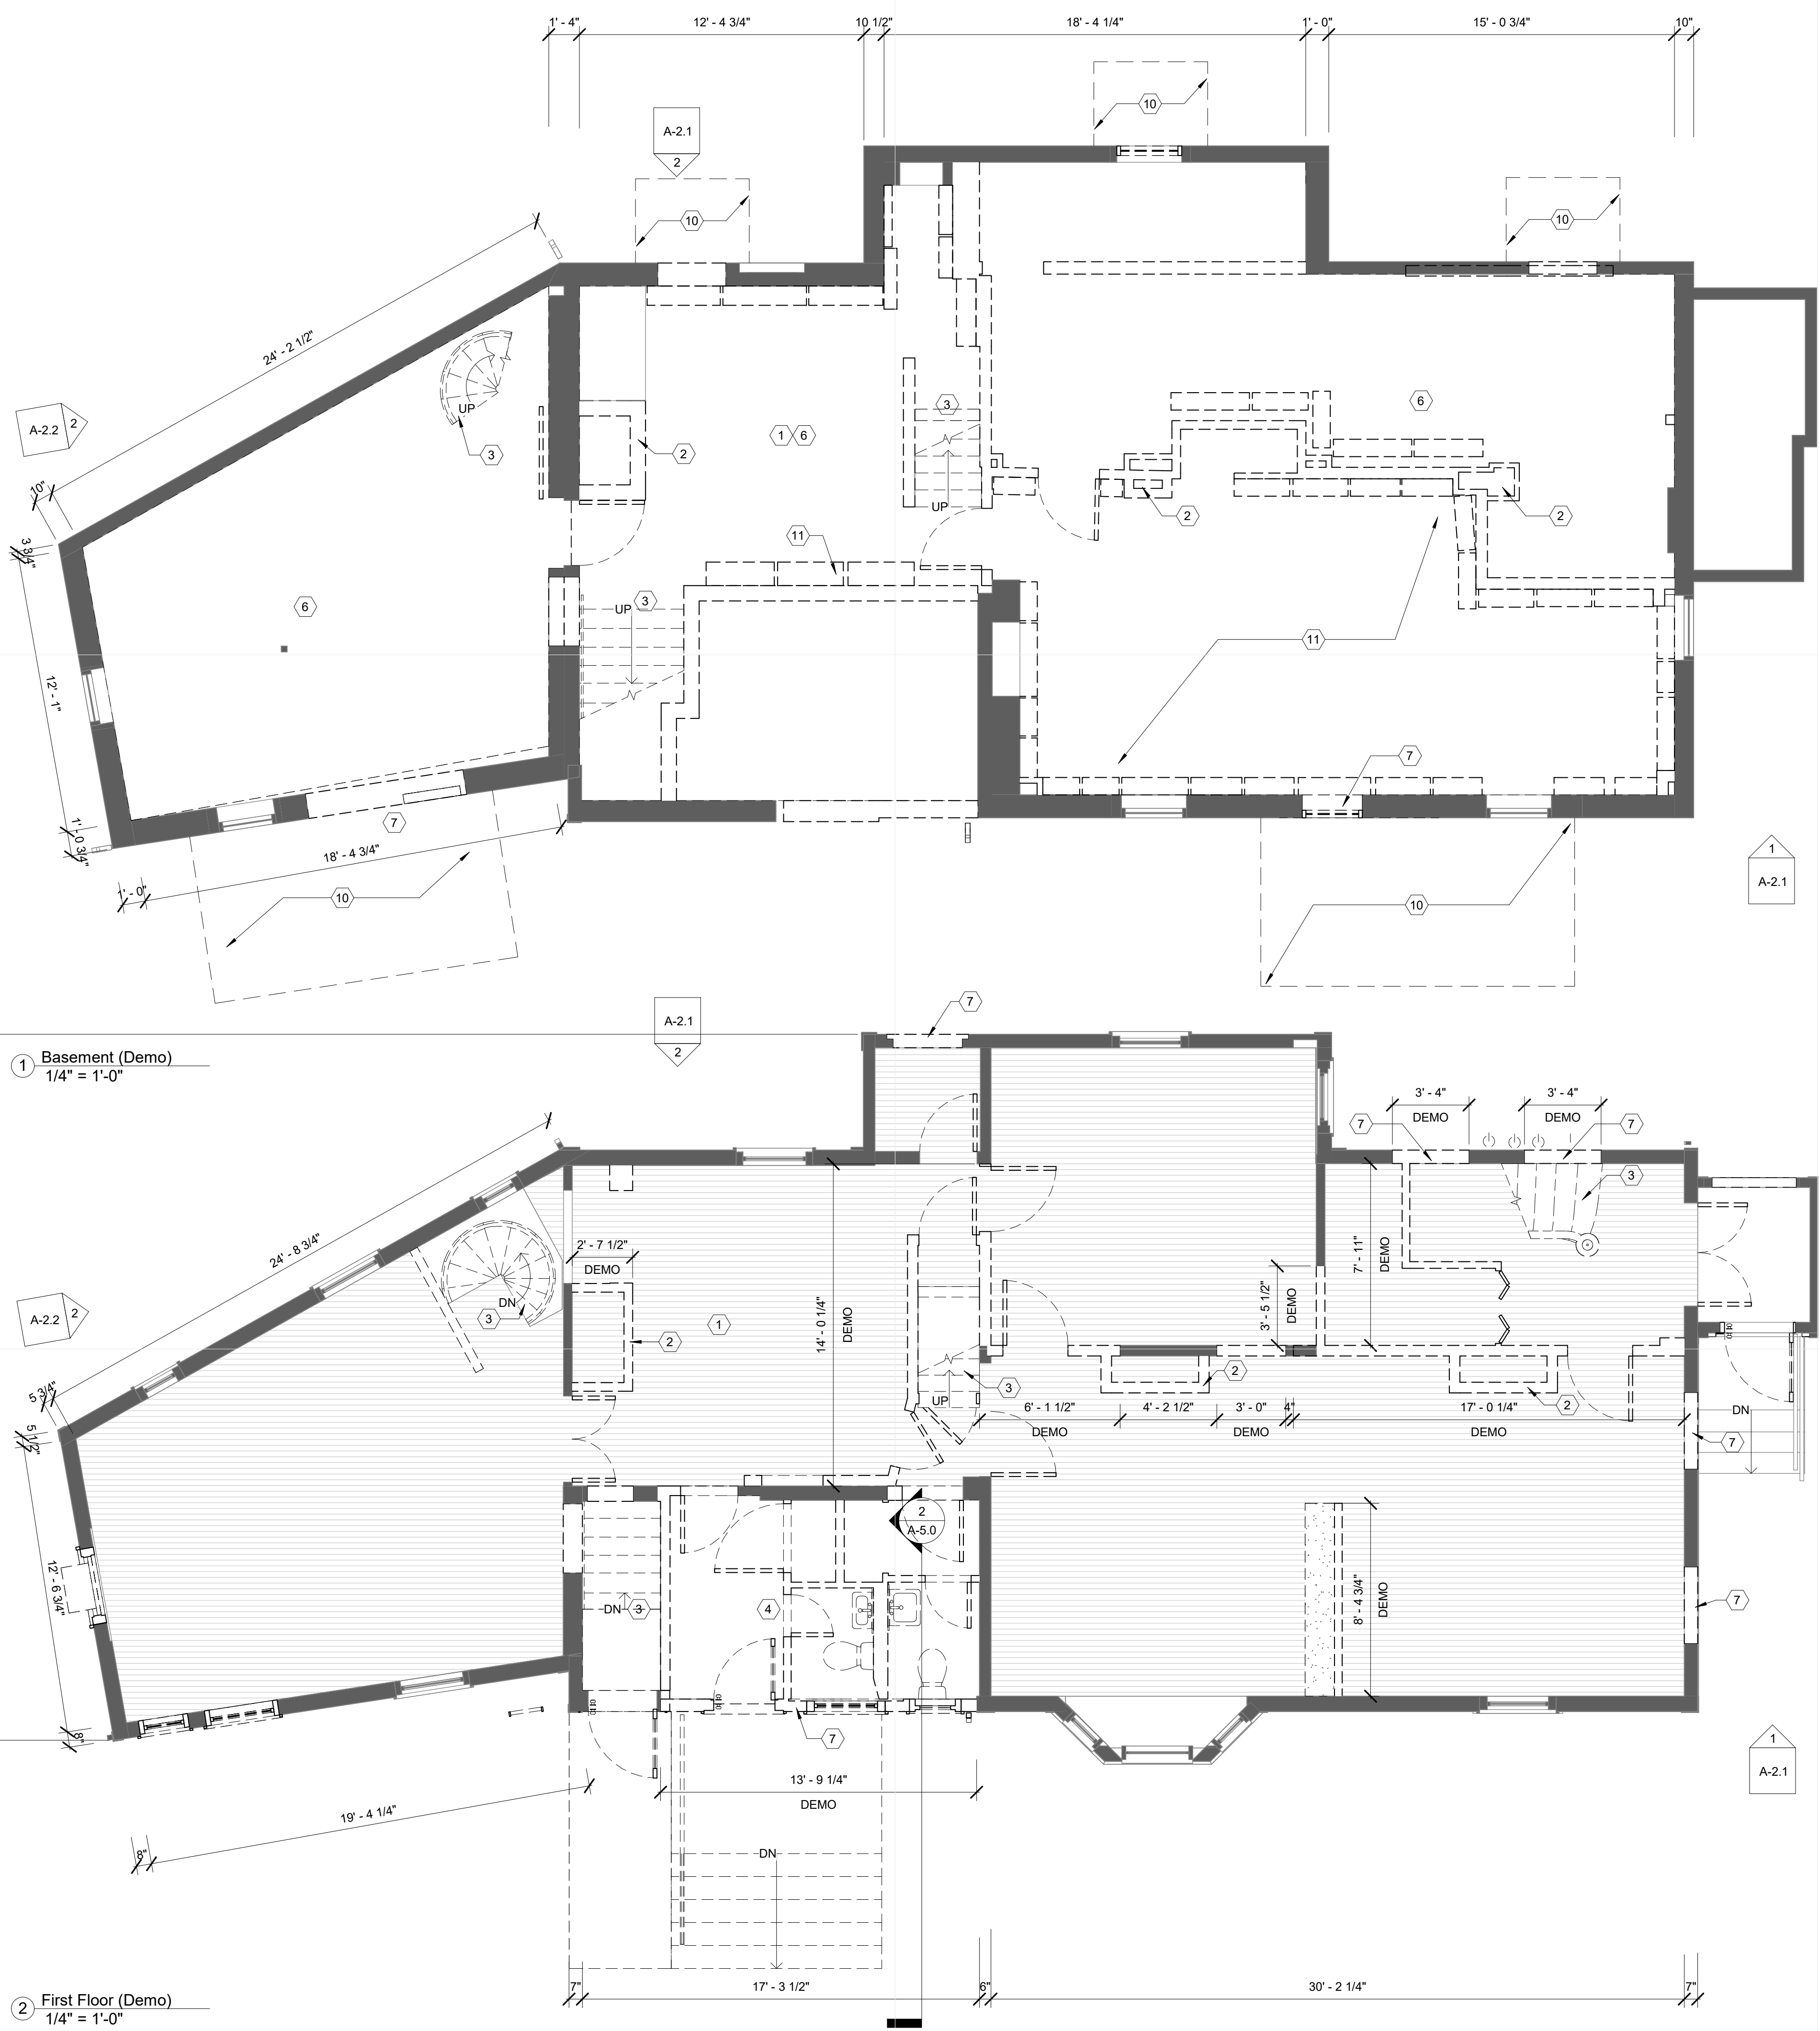 1' - 4"
12' - 4 3/4"
10 1/2"
18' - 4 1/4"
1' - 0"
15' - 0 3/4"
10"
10
A-2.1
2
10
10
24' - 2 1/2"
UP
3
A-2.2
2
3
6
1
6
2
10"
2
2
UP
3 3/4"
11
6
UP
3
11
12' - 1"
7
7
1' - 0 3/4"
18' - 4 3/4"
1' - 0"
10
10
1
A-2.1
7
A-2.1
2
1
Basement (Demo)
1/4" = 1'-0"
3' - 4"
DEMO
3' - 4"
DEMO
7
7
3
24' - 8 3/4"
2' - 7 1/2"
DEMO
7' - 11"
DEMO
DN
3
A-2.2
2
1
2
14' - 0 1/4"
DEMO
3' - 5 1/2"
DEMO
2
3
UP
5 3/4"
5 1/2"
6' - 1 1/2"
DEMO
4' - 2 1/2"
3' - 0"
DEMO
4"
17' - 0 1/4"
DEMO
2
DN
7
2
A-5.0
12' - 6 3/4"
DN
3
4
8' - 4 3/4"
DEMO
7
8"
7
1
A-2.1
13' - 9 1/4"
DEMO
19' - 4 1/4"
8"
DN
7"
17' - 3 1/2"
6"
30' - 2 1/4"
7"
2
First Floor (Demo)
1/4" = 1'-0"